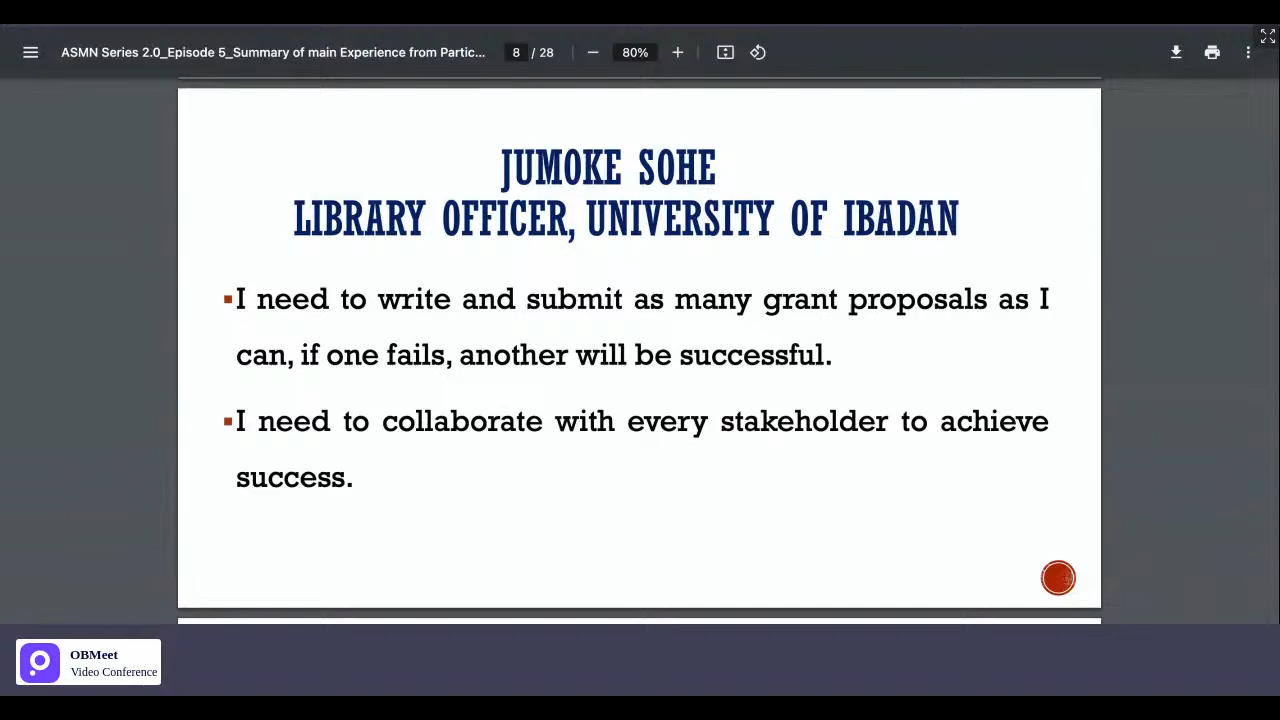 ASMN Series 2.0_Episode 5_Summary of main Experience from Partic...
8 / 28
80%
JUMOKE SOHE
LIBRARY OFFICER, UNIVERSITY OF IBADAN
▪I need to write and submit as many grant proposals as I
can, if one fails, another will be successful.
▪I need to collaborate with every stakeholder to achieve
success.
OBMeet
Video Conference